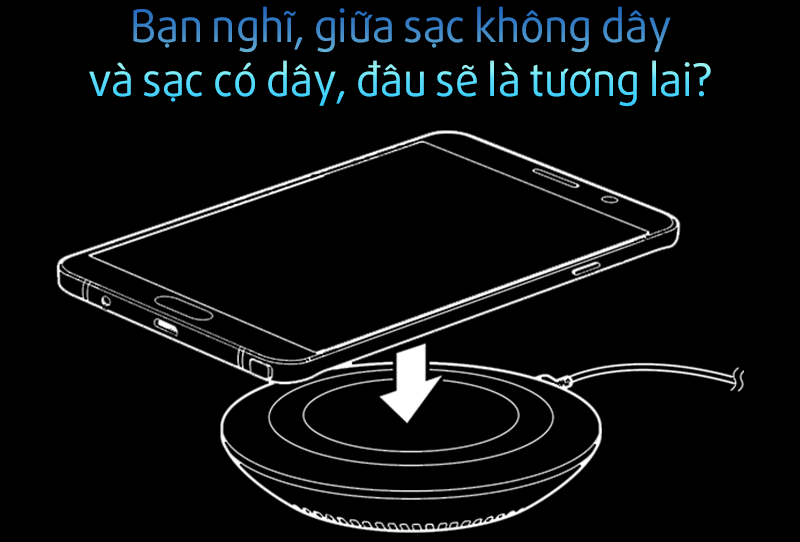 Bạn nghĩ, giữa sạc không dây
và sạc có dây, đâu sẽ là tương lai?